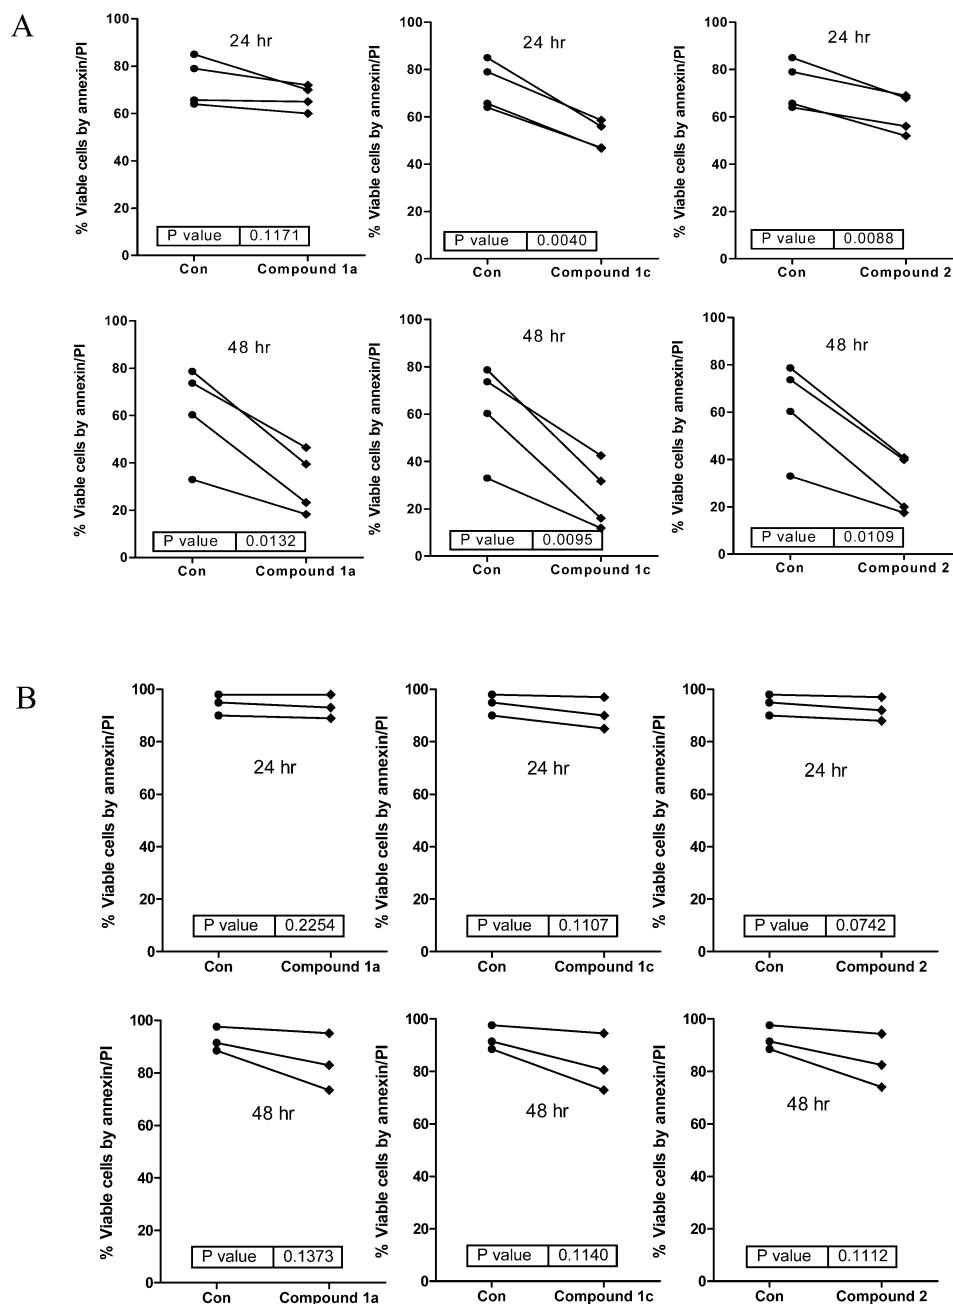 A
% Viable cells by annexin/PI
100
80
60
40
20
0
24 hr
P value 0.1171
Con Compound 1a
% Viable cells by annexin/PI
100
80
60
40
20
0
24 hr
P value 0.0040
Con Compound 1c
% Viable cells by annexin/PI
100
80
60
40
20
0
24 hr
P value 0.0088
Con Compound 2
% Viable cells by annexin/PI
100
80
60
40
20
0
48 hr
P value 0.0132
Con Compound 1a
% Viable cells by annexin/PI
100
80
60
40
20
0
48 hr
P value 0.0095
Con Compound 1c
% Viable cells by annexin/PI
100
80
60
40
20
0
48 hr
P value 0.0109
Con Compound 2
B
% Viable cells by annexin/PI
100
80
60
40
20
0
24 hr
P value 0.2254
Con Compound 1a
% Viable cells by annexin/PI
100
80
60
40
20
0
24 hr
P value 0.1107
Con Compound 1c
% Viable cells by annexin/PI
100
80
60
40
20
0
24 hr
P value 0.0742
Con Compound 2
% Viable cells by annexin/PI
100
80
60
40
20
0
48 hr
P value 0.1373
Con Compound 1a
% Viable cells by annexin/PI
100
80
60
40
20
0
48 hr
P value 0.1140
Con Compound 1c
% Viable cells by annexin/PI
100
80
60
40
20
0
48 hr
P value 0.1112
Con Compound 2